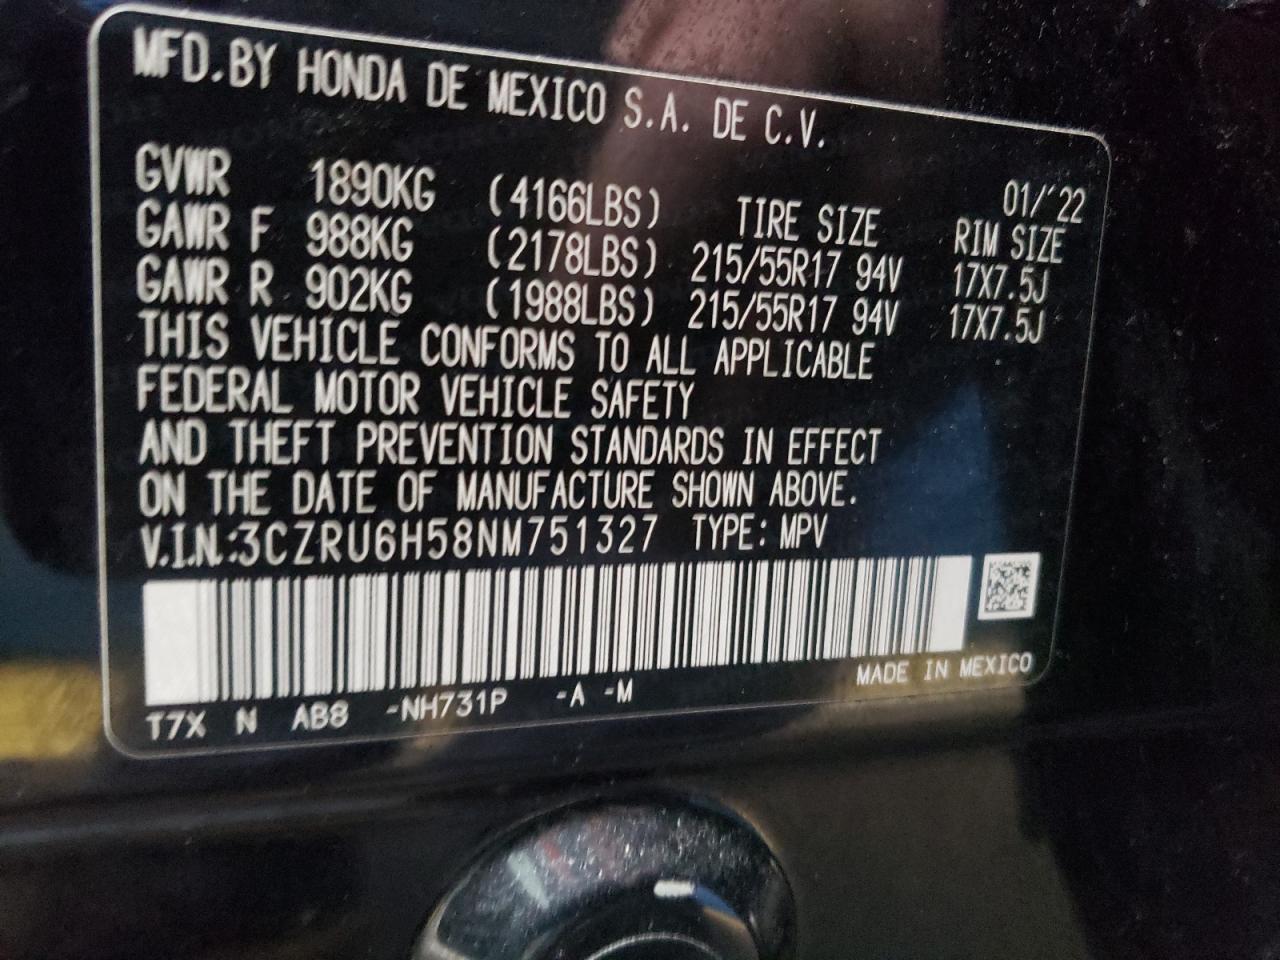 MFD.BY HONDA DE MEXICO S.A. DE C.V.
01/'22
GVWR 1890KG (4166LBS) TIRE SIZE RIM SIZE
GAWR F 988KG (2178LBS) 215/55R17 94V 17X7.5J
GAWR R 902KG (1988LBS) 215/55R17 94V 17X7.5J
THIS VEHICLE CONFORMS TO ALL APPLICABLE
FEDERAL MOTOR VEHICLE SAFETY
AND THEFT PREVENTION STANDARDS IN EFFECT
ON THE DATE OF MANUFACTURE SHOWN ABOVE.
V.I.N.:3CZRU6H58NM751327 TYPE: MPV
MADE IN MEXICO
T7X N AB8 -NH731P -A -M